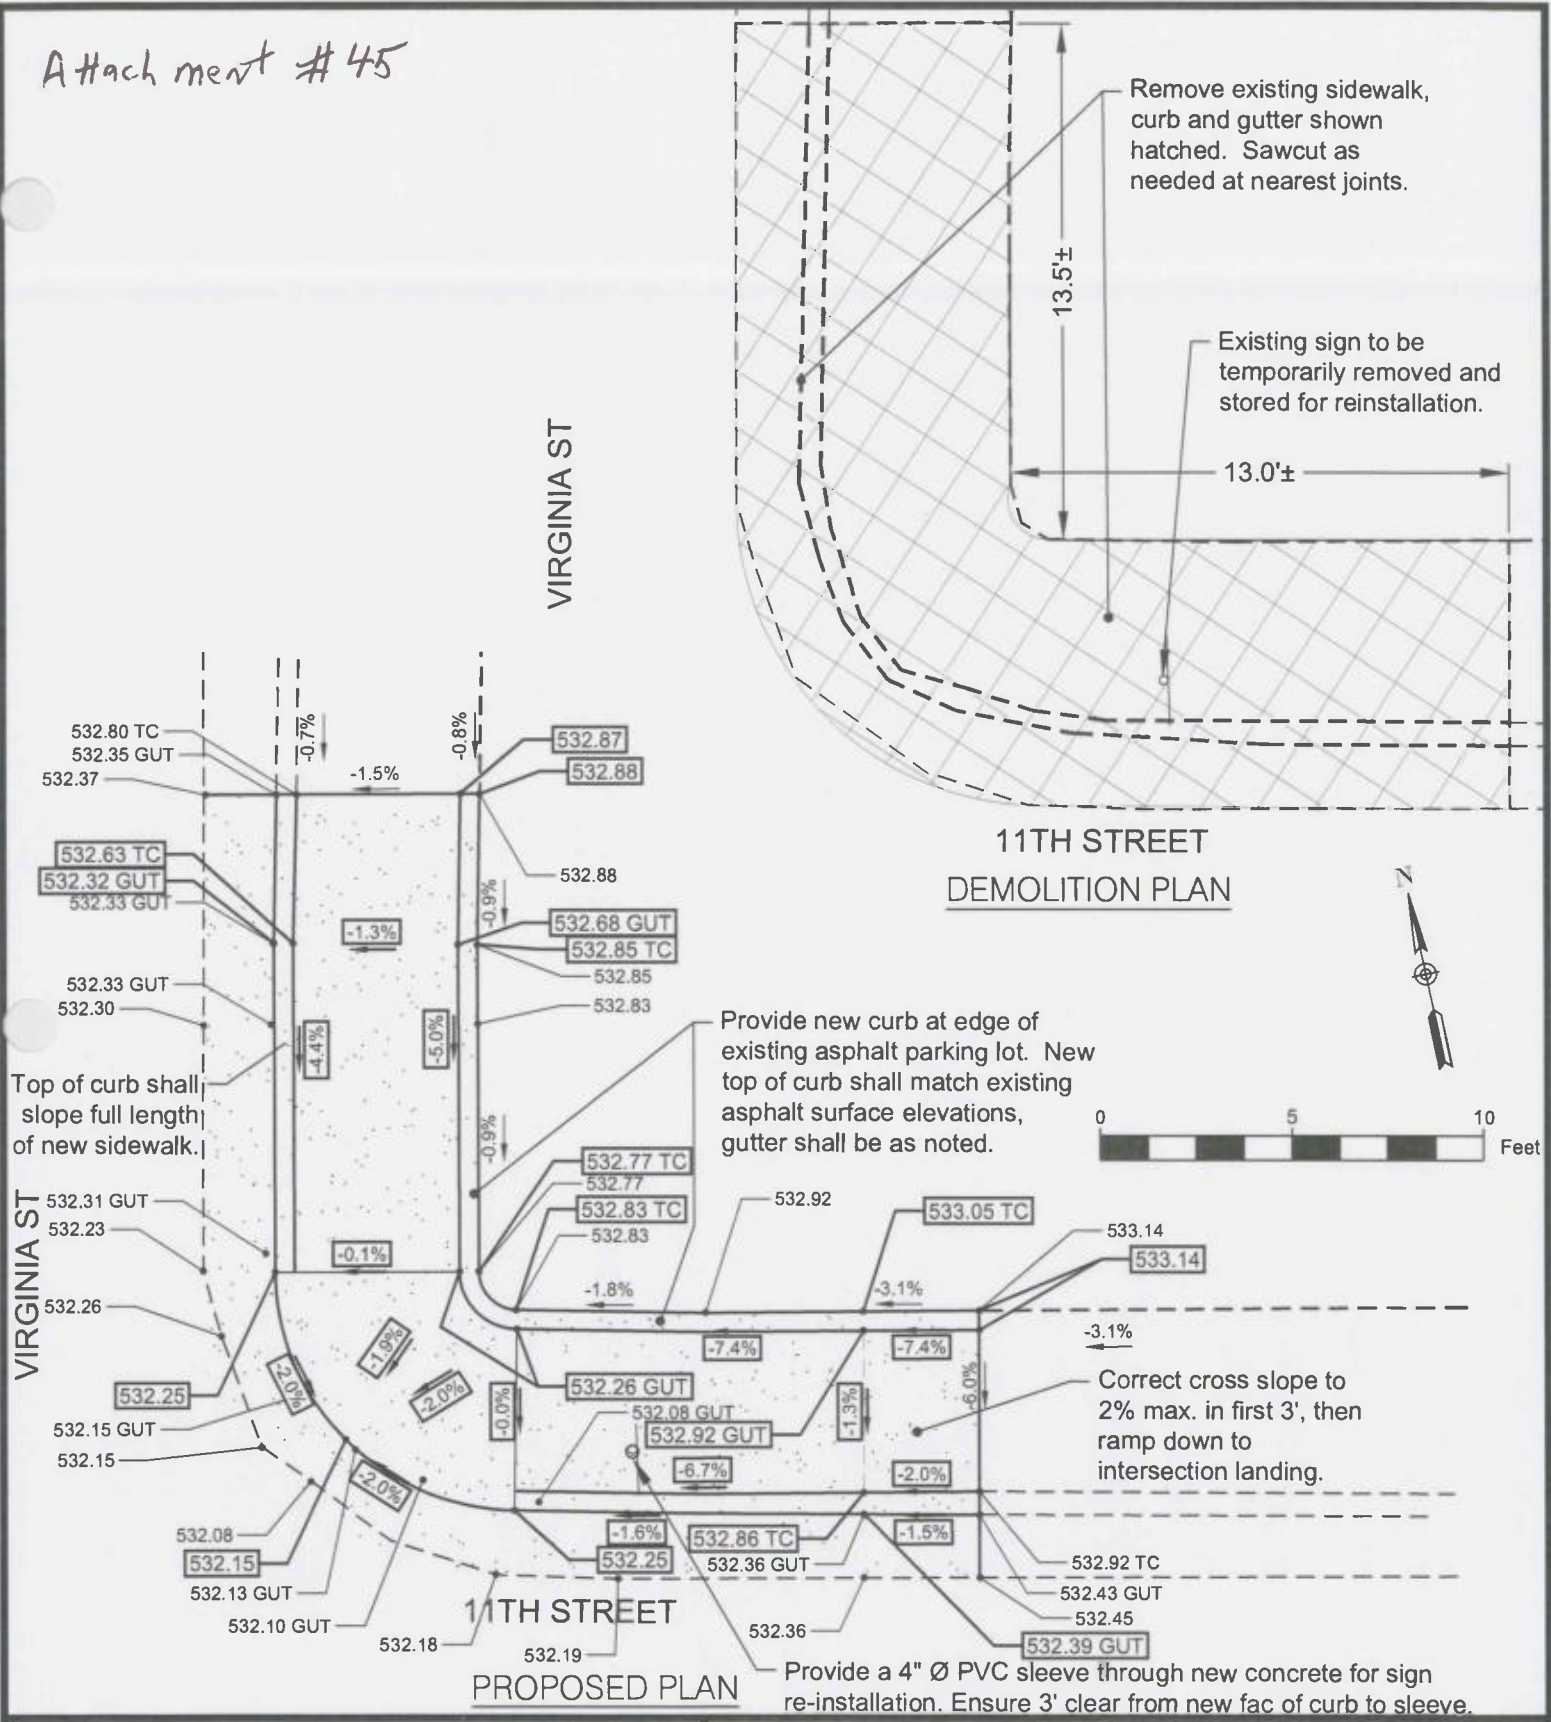 Attachment #45
Remove existing sidewalk,
curb and gutter shown
hatched. Sawcut as
needed at nearest joints.
13.5'±
Existing sign to be
temporarily removed and
stored for reinstallation.
13.0'±
VIRGINIA ST
11TH STREET
DEMOLITION PLAN
N
532.80 TC
532.35 GUT
532.37
-0.7%
-0.8%
-1.5%
532.87
532.88
532.63 TC
532.32 GUT
532.33 GUT
532.88
-0.9%
-1.3%
532.68 GUT
532.85 TC
532.85
532.83
532.33 GUT
532.30
-4.4%
-5.0%
Top of curb shall
slope full length
of new sidewalk.
Provide new curb at edge of
existing asphalt parking lot. New
top of curb shall match existing
asphalt surface elevations,
gutter shall be as noted.
0 5 10
Feet
-0.9%
532.77 TC
532.77
532.83 TC
532.83
532.92
533.05 TC
533.14
533.14
VIRGINIA ST
532.31 GUT
532.23
-0.1%
-1.8%
-3.1%
532.26
-7.4%
-7.4%
-3.1%
-1.9%
-2.0%
-2.0%
-0.0%
532.26 GUT
532.08 GUT
532.92 GUT
-1.3%
-6.0%
Correct cross slope to
2% max. in first 3', then
ramp down to
intersection landing.
532.25
532.15 GUT
532.15
-2.0%
-6.7%
-2.0%
532.08
532.15
532.13 GUT
532.10 GUT
532.18
-1.6%
532.25
532.86 TC
532.36 GUT
-1.5%
532.92 TC
532.43 GUT
532.45
532.39 GUT
11TH STREET
532.19
532.36
PROPOSED PLAN
Provide a 4" Ø PVC sleeve through new concrete for sign
re-installation. Ensure 3' clear from new fac of curb to sleeve.